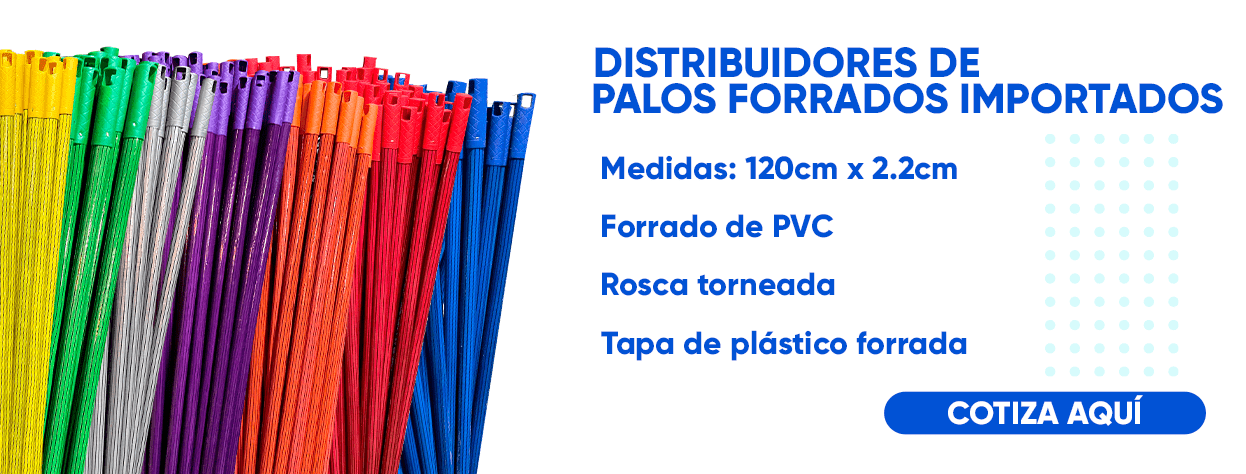 DISTRIBUIDORES DE
PALOS FORRADOS IMPORTADOS
Medidas: 120cm x 2.2cm
Forrado de PVC
Rosca torneada
Tapa de plástico forrada
COTIZA AQUÍ